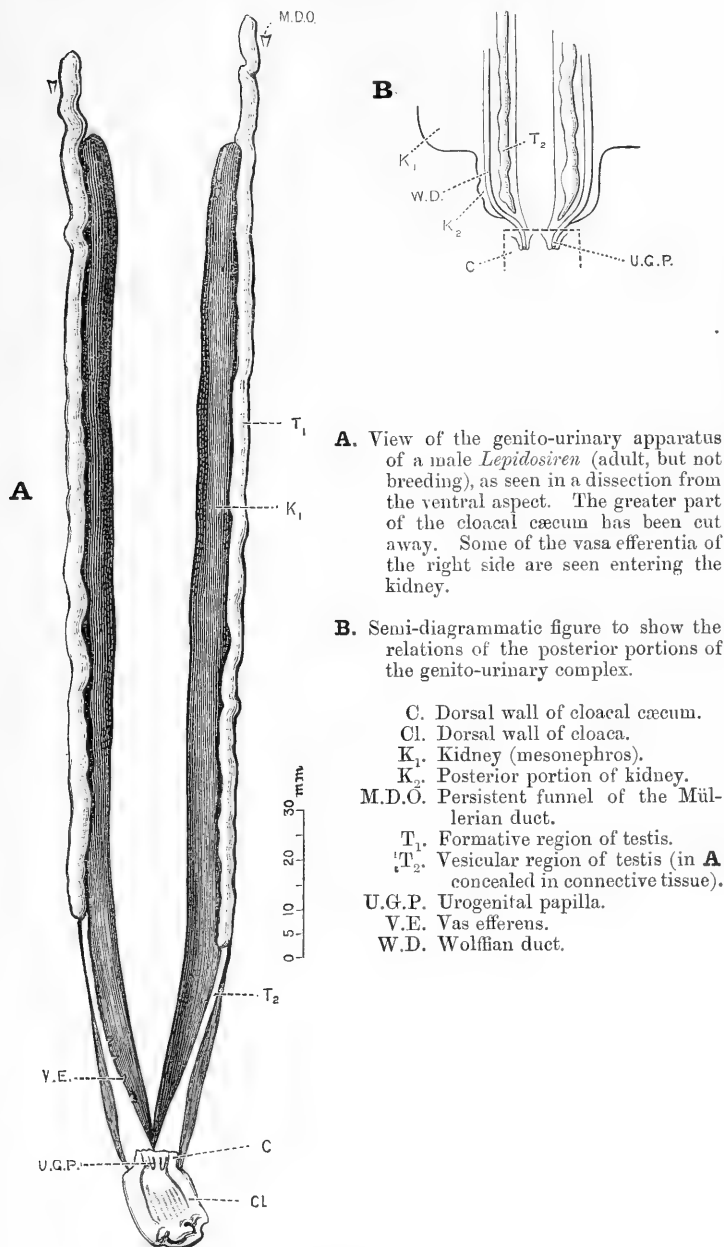 M.D.O.
A
T₁
K₁
30 mm
20
10
5
0
T₂
V.E.
C
U.G.P.
CL
B
K₁
T₂
W.D.
K₂
C
U.G.P.
A. View of the genito-urinary apparatus
of a male Lepidosiren (adult, but not
breeding), as seen in a dissection from
the ventral aspect. The greater part
of the cloacal cæcum has been cut
away. Some of the vasa efferentia of
the right side are seen entering the
kidney.
B. Semi-diagrammatic figure to show the
relations of the posterior portions of
the genito-urinary complex.
C. Dorsal wall of cloacal cæcum.
Cl. Dorsal wall of cloaca.
K₁. Kidney (mesonephros).
K₂. Posterior portion of kidney.
M.D.O. Persistent funnel of the Mül-
lerian duct.
T₁. Formative region of testis.
T₂. Vesicular region of testis (in A
concealed in connective tissue).
U.G.P. Urogenital papilla.
V.E. Vas efferens.
W.D. Wolffian duct.